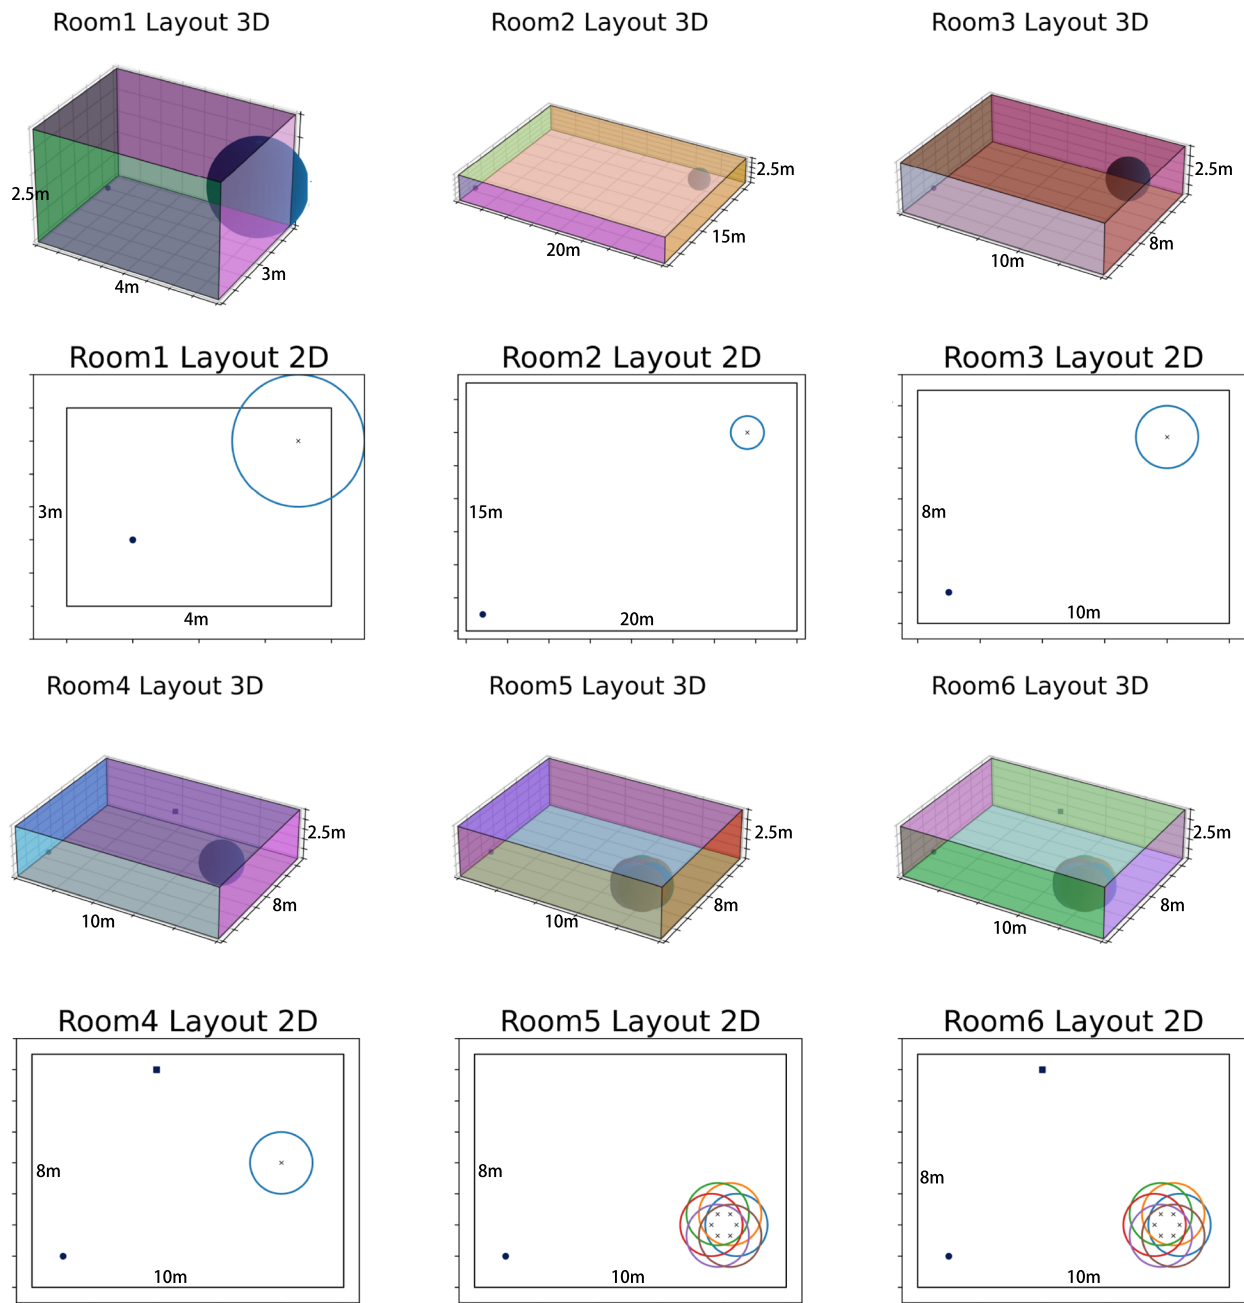 Room1 Layout 3D
Room2 Layout 3D
Room3 Layout 3D
2.5m
4m
3m
2.5m
20m
15m
2.5m
10m
8m
Room1 Layout 2D
Room2 Layout 2D
Room3 Layout 2D
3m
4m
15m
20m
8m
10m
Room4 Layout 3D
Room5 Layout 3D
Room6 Layout 3D
2.5m
10m
8m
2.5m
10m
8m
2.5m
10m
8m
Room4 Layout 2D
Room5 Layout 2D
Room6 Layout 2D
8m
10m
8m
10m
8m
10m